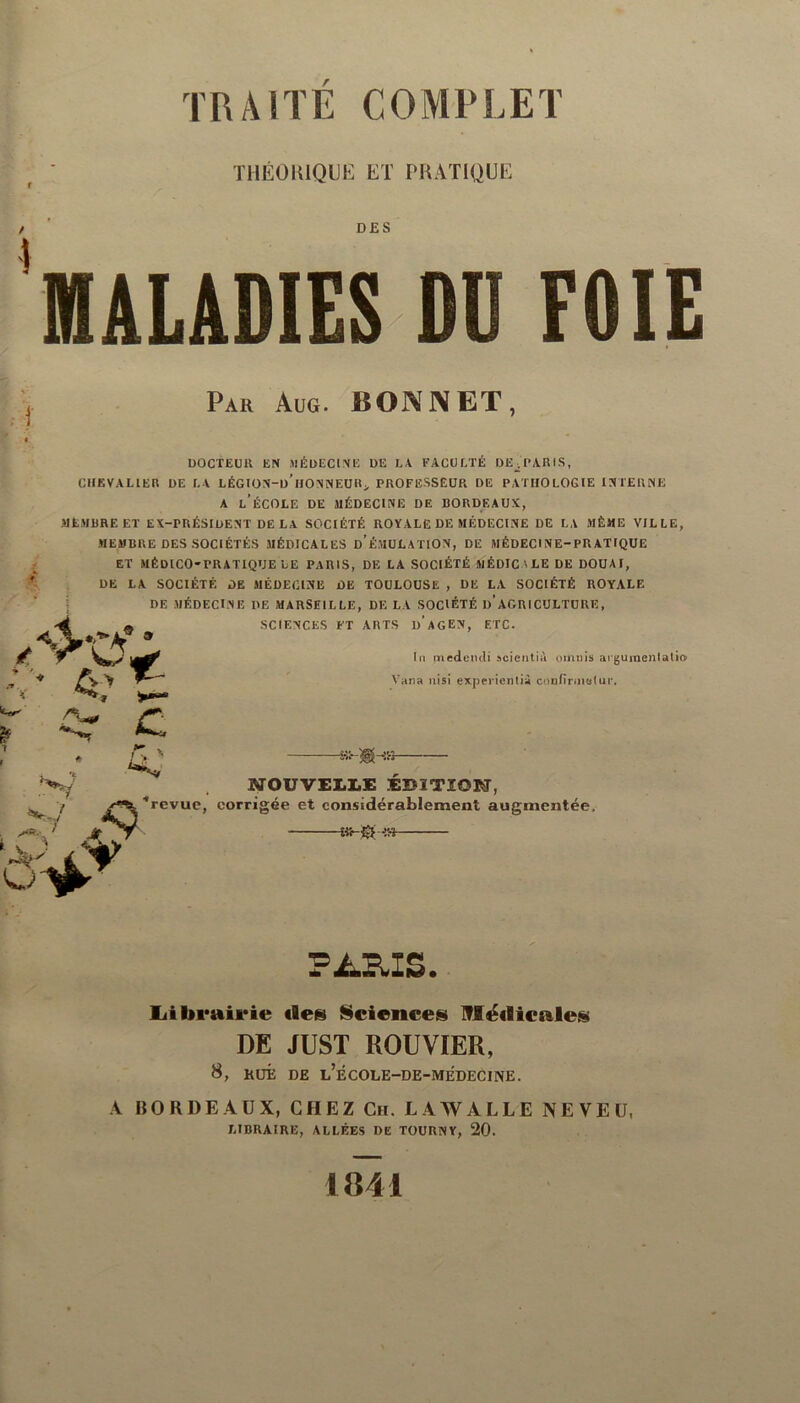 TRAITÉ COMPLET
THÉORIQUE ET PRATIQUE
DES
MALADIES DU FOIE
PAR AUG. BONNET,
DOCTEUR EN MÉDECINE DE LA FACULTÉ DE PARIS,
CHEVALIER DE LA LÉGION-D'HONNEUR, PROFESSEUR DE PATHOLOGIE INTERNE
A L'ÉCOLE DE MÉDECINE DE BORDEAUX,
MEMBRE ET EX-PRÉSIDENT DE LA SOCIÉTÉ ROYALE DE MÉDECINE DE LA MÊME VILLE,
MEMBRE DES SOCIÉTÉS MÉDICALES D'ÉMULATION, DE MÉDECINE-PRATIQUE
ET MÉDICO-PRATIQUE DE PARIS, DE LA SOCIÉTÉ MÉDICALE DE DOUAI,
DE LA SOCIÉTÉ DE MÉDECINE DE TOULOUSE , DE LA SOCIÉTÉ ROYALE
DE MÉDECINE DE MARSEILLE, DE LA SOCIÉTÉ D'AGRICULTURE,
SCIENCES ET ARTS D'AGEN, ETC.
In medendi scientiâ omnis argumentatio
Vana nisi experientiâ confirmetur.
NOUVELLE ÉDITION,
revue, corrigée et considérablement augmentée.
PARIS.
Librairie des Sciences Médicales
DE JUST ROUVIER,
8, RUE DE L'ÉCOLE-DE-MÉDECINE.
A BORDEAUX, CHEZ CH. LAWALLE NEVEU,
LIBRAIRE, ALLÉES DE TOURNY, 20.
1841